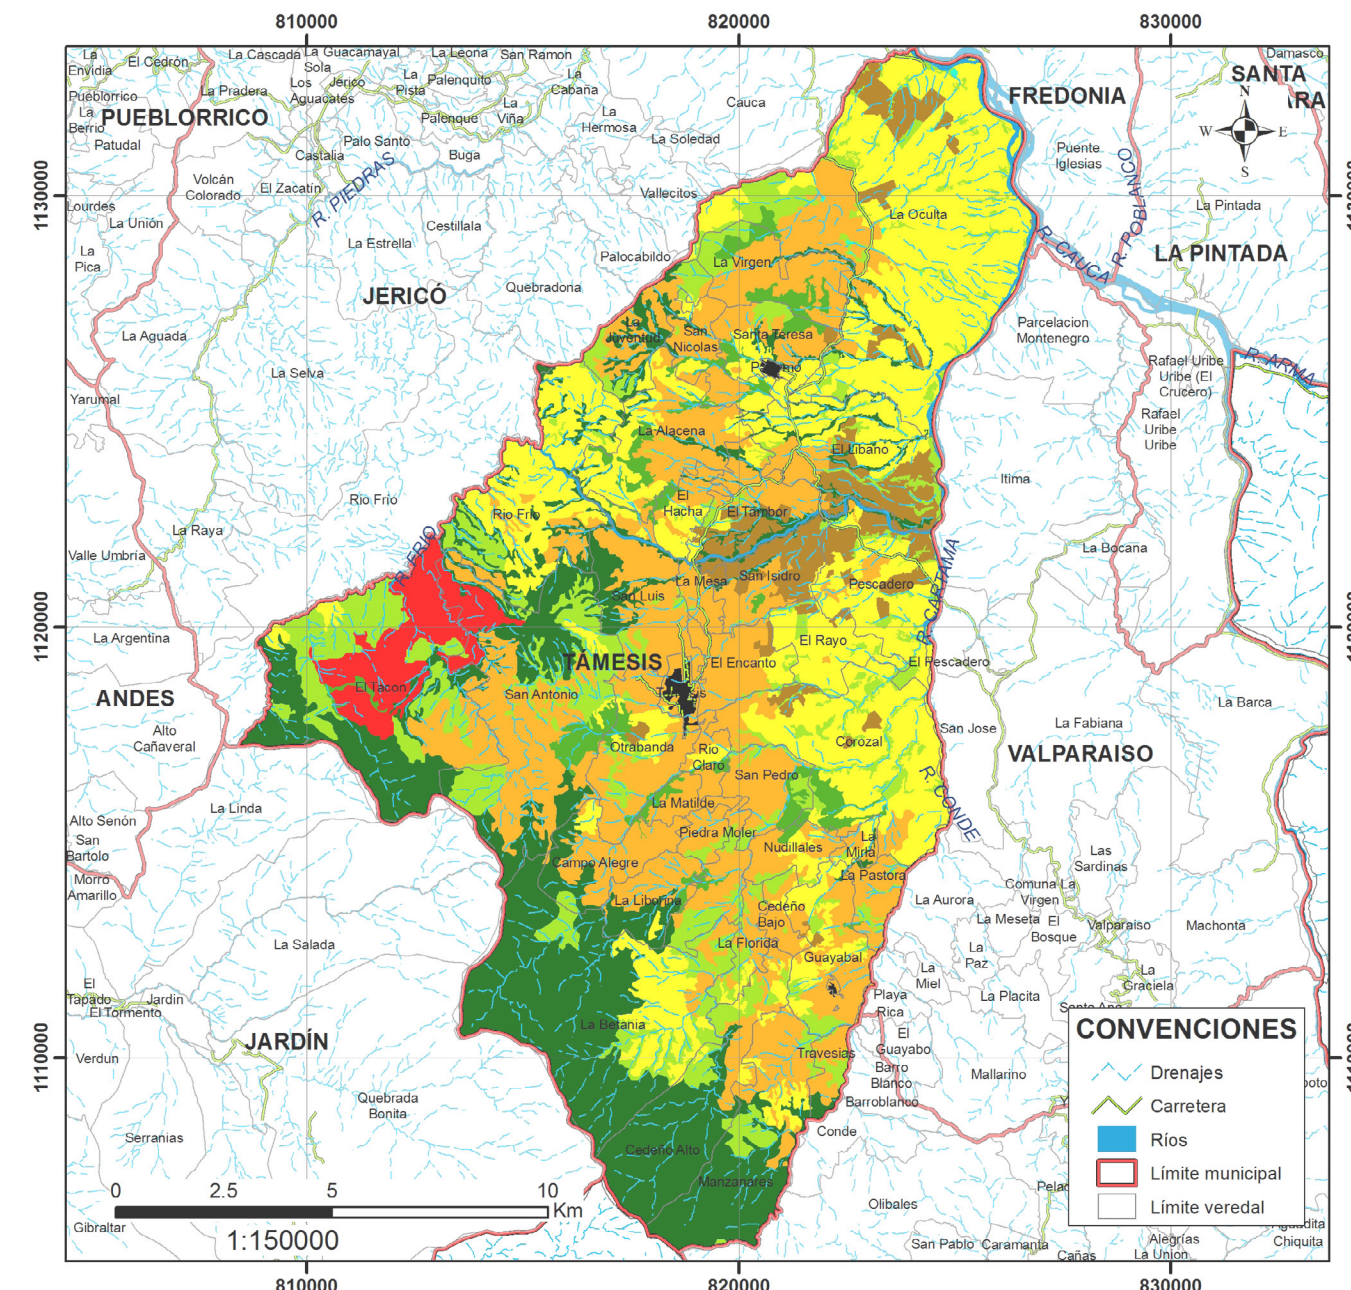 810000
820000
830000
La
Envidia
El Cedrón
La Cascada
La Guacamayal
Sola
La Leona
San Ramon
Damasco
Pueblorrico
La Pradera
Los
Aguacates
Jerico
La
Pista
Palenquito
La
Cabaña
SANTA
FREDONIA
N
W
E
S
La
Berrio
PUEBLORRICO
Palenque
La
Viña
La
Hermosa
Cauca
Patudal
Palo Santo
La Soledad
Castalia
Buga
Puente
Iglesias
R. POBLANCO
Volcán
Colorado
El Zacatín
R. PIEDRAS
Vallecitos
1130000
Lourdes
La Unión
Cestillal
La Oculta
La Pintada
La
Pica
La Estrella
Palocabildo
La Virgen
R. CAUCA
LA PINTADA
JERICÓ
Quebradona
La Aguada
La
Juventud
San
Nicolas
Santa Teresa
Parcelacion
Montenegro
R. ARMA
La Selva
Rafael Uribe
Uribe (El
Crucero)
Yarumal
La Alacena
El Libano
Rafael
Uribe
Uribe
Rio Frío
Rio Frio
El
Hacha
El Tambor
Itima
La Raya
R. FRIO
Valle Umbría
La Mesa
San Isidro
Pescadero
R. CARTAMA
La Bocana
San Luis
1120000
La Argentina
TÁMESIS
El Encanto
El Rayo
El Pescadero
ANDES
El Tacon
San Antonio
La Barca
Alto
Cañaveral
Otrabanda
Rio
Claro
Corozal
San Jose
La Fabiana
VALPARAISO
San Pedro
R. CONDE
La Linda
La Matilde
Alto Senón
Piedra Moler
San
Bartolo
Nudillales
La
Mirla
Las
Sardinas
Morro
Amarillo
Campo Alegre
La Pastora
Comuna La
Virgen
La Liborina
Cedeño
Bajo
La Aurora
La Meseta
El
Bosque
Valparaiso
Machonta
La Salada
La Florida
Guayabal
La
Paz
La
Miel
La
Graciela
El
Tapado
Jardin
El Tormento
La Placita
Playa
Rica
La Betania
JARDÍN
El
Guayabo
Verdun
Travesias
Barro
Blanco
Mallarino
1110000
Quebrada
Bonita
Barroblanco
Serranias
Conde
Cedeño Alto
Manzanares
Olibales
Gibraltar
San Pablo
Caramanta
Cañas
Alegrías
La Union
Chiquita
0
2.5
5
10
Km
1:150000
CONVENCIONES
Drenajes
Carretera
Ríos
Límite municipal
Límite veredal
810000
820000
830000